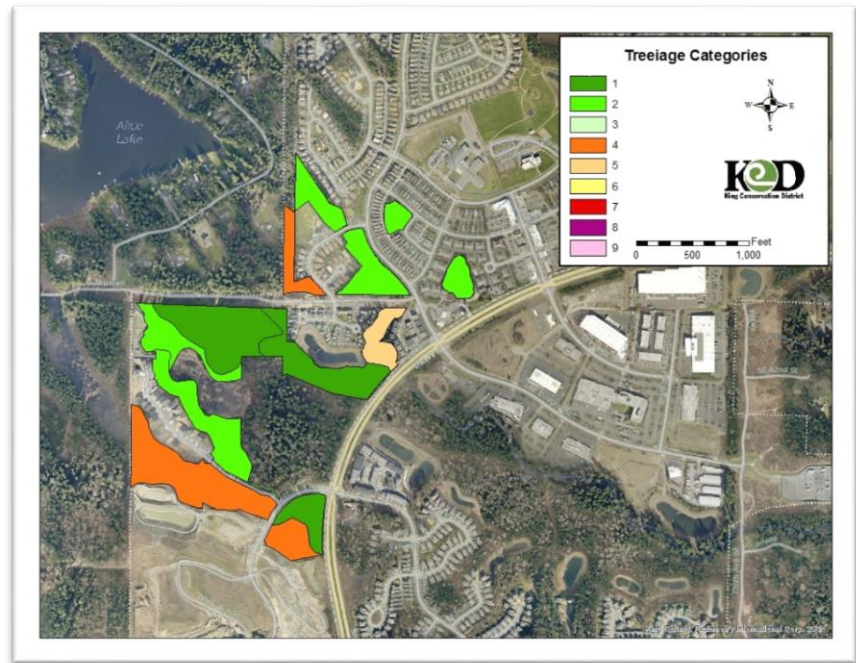 Treeiage Categories
1
2
3
4
5
6
7
8
9
N
W E
S
KCD
King Conservation District
Feet
0 500 1,000
Alice
Lake